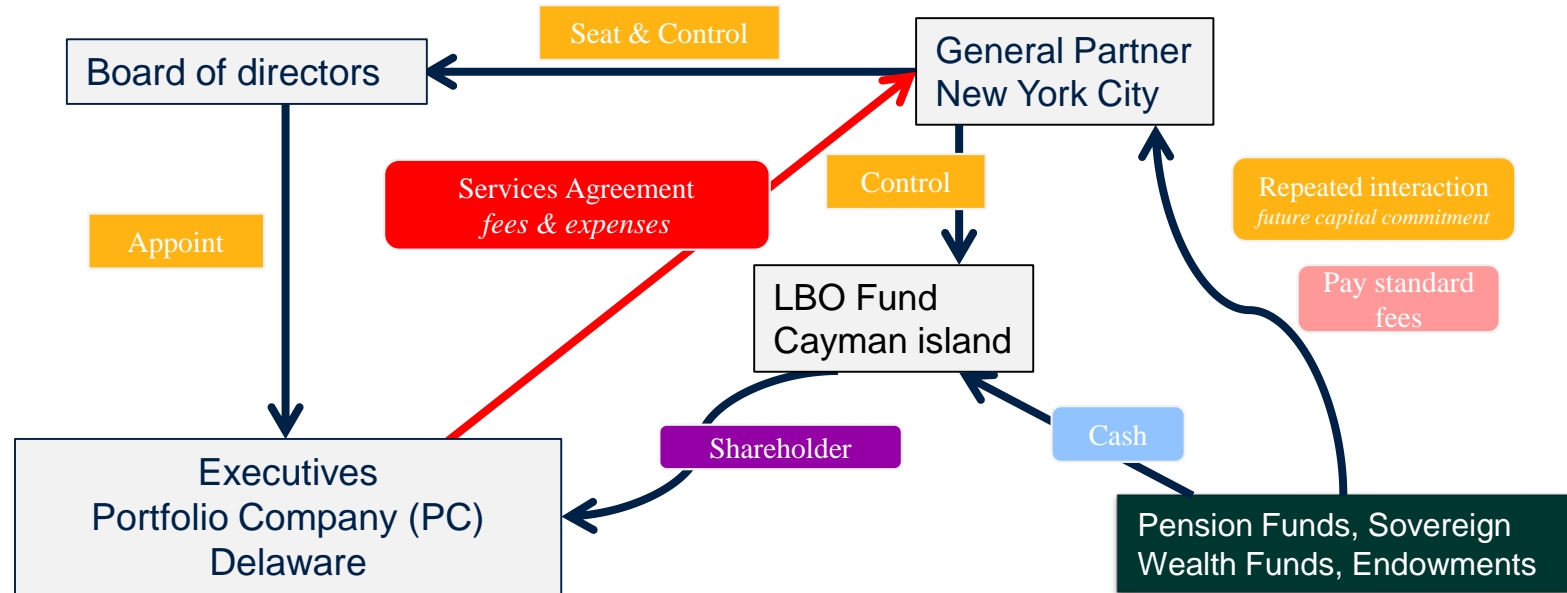 Seat & Control
Board of directors
General Partner
New York City
Services Agreement
fees & expenses
Control
Repeated interaction
future capital commitment
Appoint
Pay standard
fees
LBO Fund
Cayman island
Shareholder
Cash
Executives
Portfolio Company (PC)
Delaware
Pension Funds, Sovereign
Wealth Funds, Endowments